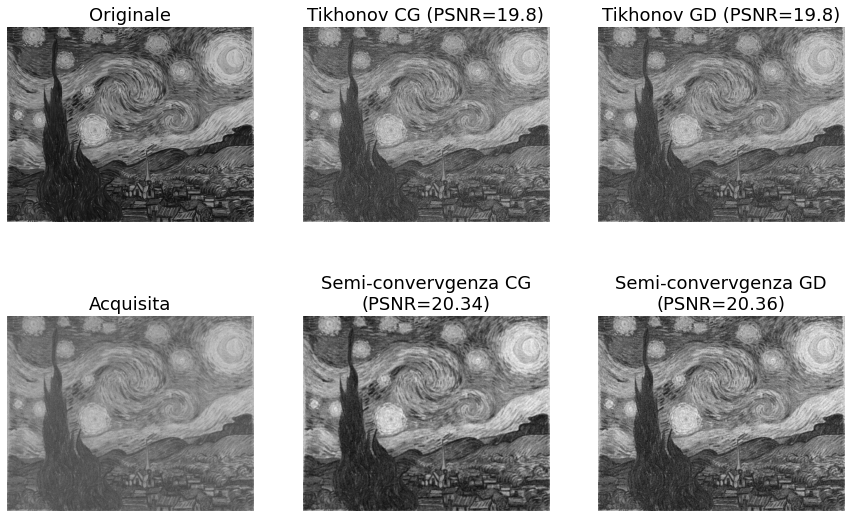 Originale
Tikhonov CG (PSNR=19.8)
Tikhonov GD (PSNR=19.8)
Acquisita
Semi-convervgenza CG
(PSNR=20.34)
Semi-convervgenza GD
(PSNR=20.36)